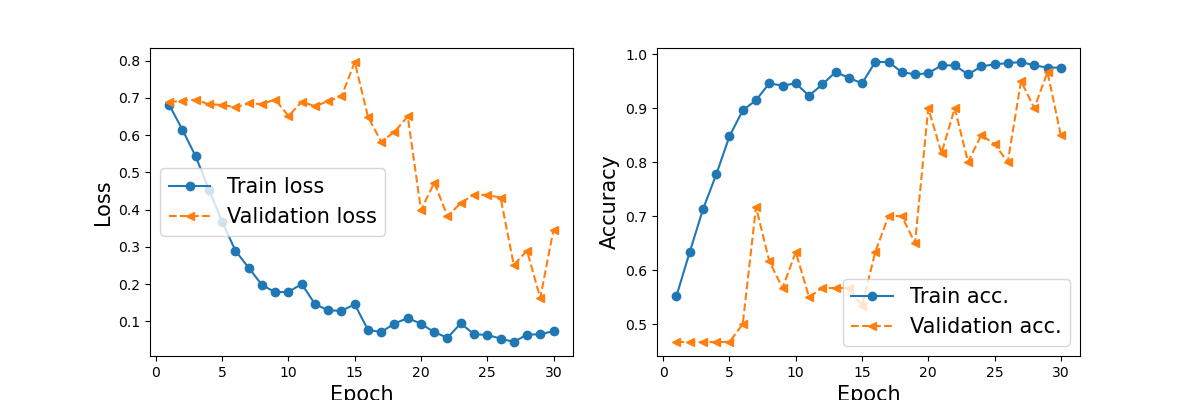 0.8
0.7
0.6
0.5
0.4
0.3
0.2
0.1
Loss
Train loss
Validation loss
0 5 10 15 20 25 30
Epoch
1.0
0.9
0.8
0.7
0.6
0.5
Accuracy
Train acc.
Validation acc.
0 5 10 15 20 25 30
Epoch